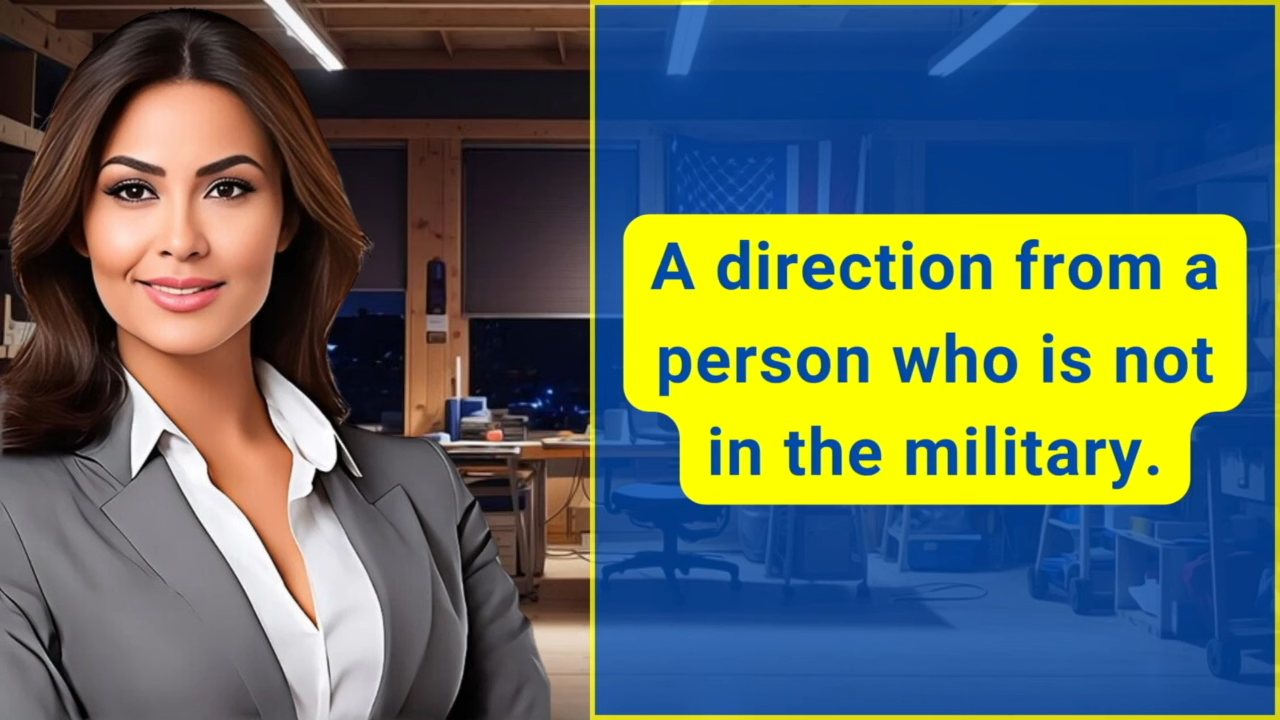 A direction from a
person who is not
in the military.